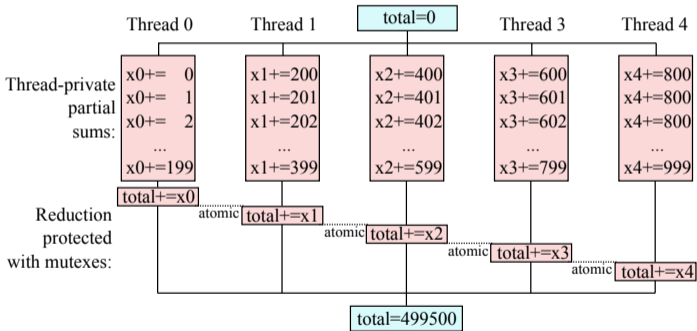 total=0
Thread 0 Thread 1 Thread 3 Thread 4
Thread-private
partial
sums:
x0+= 0 x1+=200 x2+=400 x3+=600 x4+=800
x0+= 1 x1+=201 x2+=401 x3+=601 x4+=800
x0+= 2 x1+=202 x2+=402 x3+=602 x4+=800
... ... ... ... ...
x0+=199 x1+=399 x2+=599 x3+=799 x4+=999
Reduction
protected
with mutexes:
total+=x0
atomic total+=x1
atomic total+=x2
atomic total+=x3
atomic total+=x4
total=499500